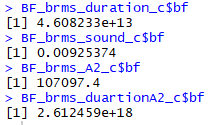 > BF_brms_duration_c$bf
[1] 4.608233e+13
> BF_brms_sound_c$bf
[1] 0.00925374
> BF_brms_A2_c$bf
[1] 107097.4
> BF_brms_duartionA2_c$bf
[1] 2.612459e+18